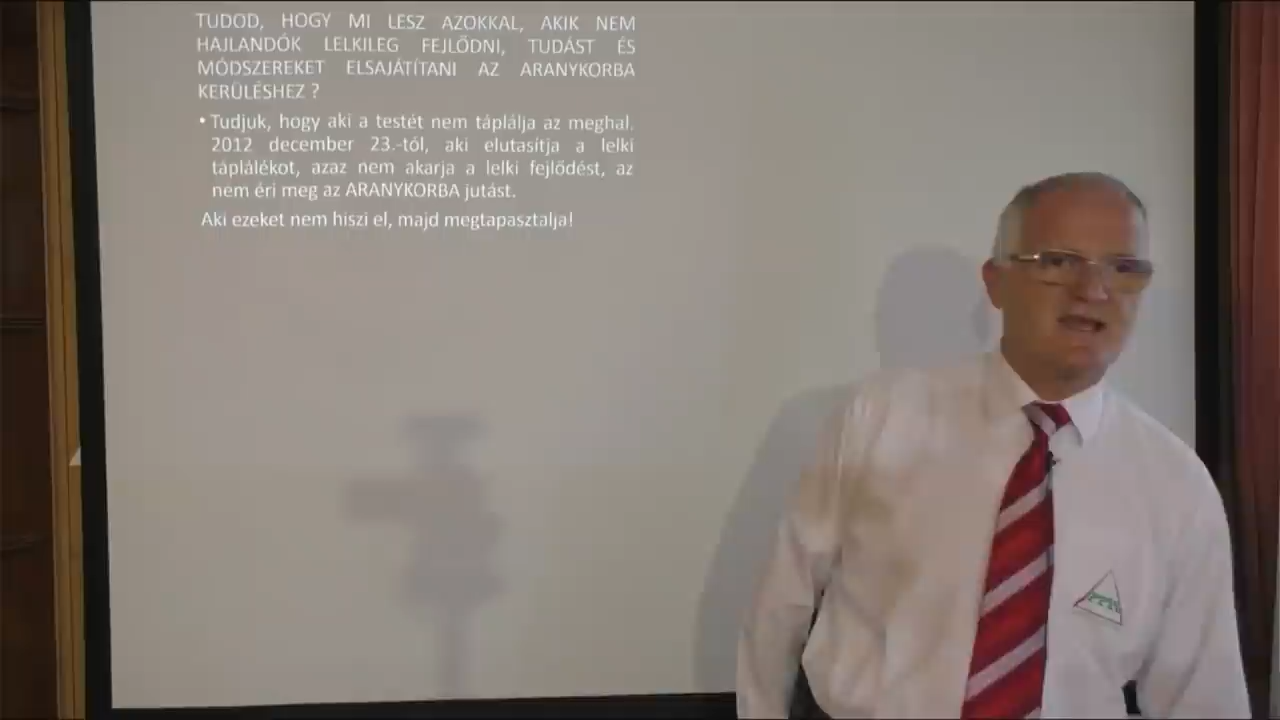 TUDOD, HOGY MI LESZ AZOKKAL, AKIK NEM
HAJLANDÓK LELKILEG FEJLŐDNI, TUDÁST ÉS
MÓDSZEREKET ELSAJÁTÍTANI AZ ARANYKORBA
KERÜLÉSHEZ ?
• Tudjuk, hogy aki a testét nem táplálja az meghal.
2012 december 23.-tól, aki elutasítja a lelki
táplálékot, azaz nem akarja a lelki fejlődést, az
nem éri meg az ARANYKORBA jutást.
Aki ezeket nem hiszi el, majd megtapasztalja!